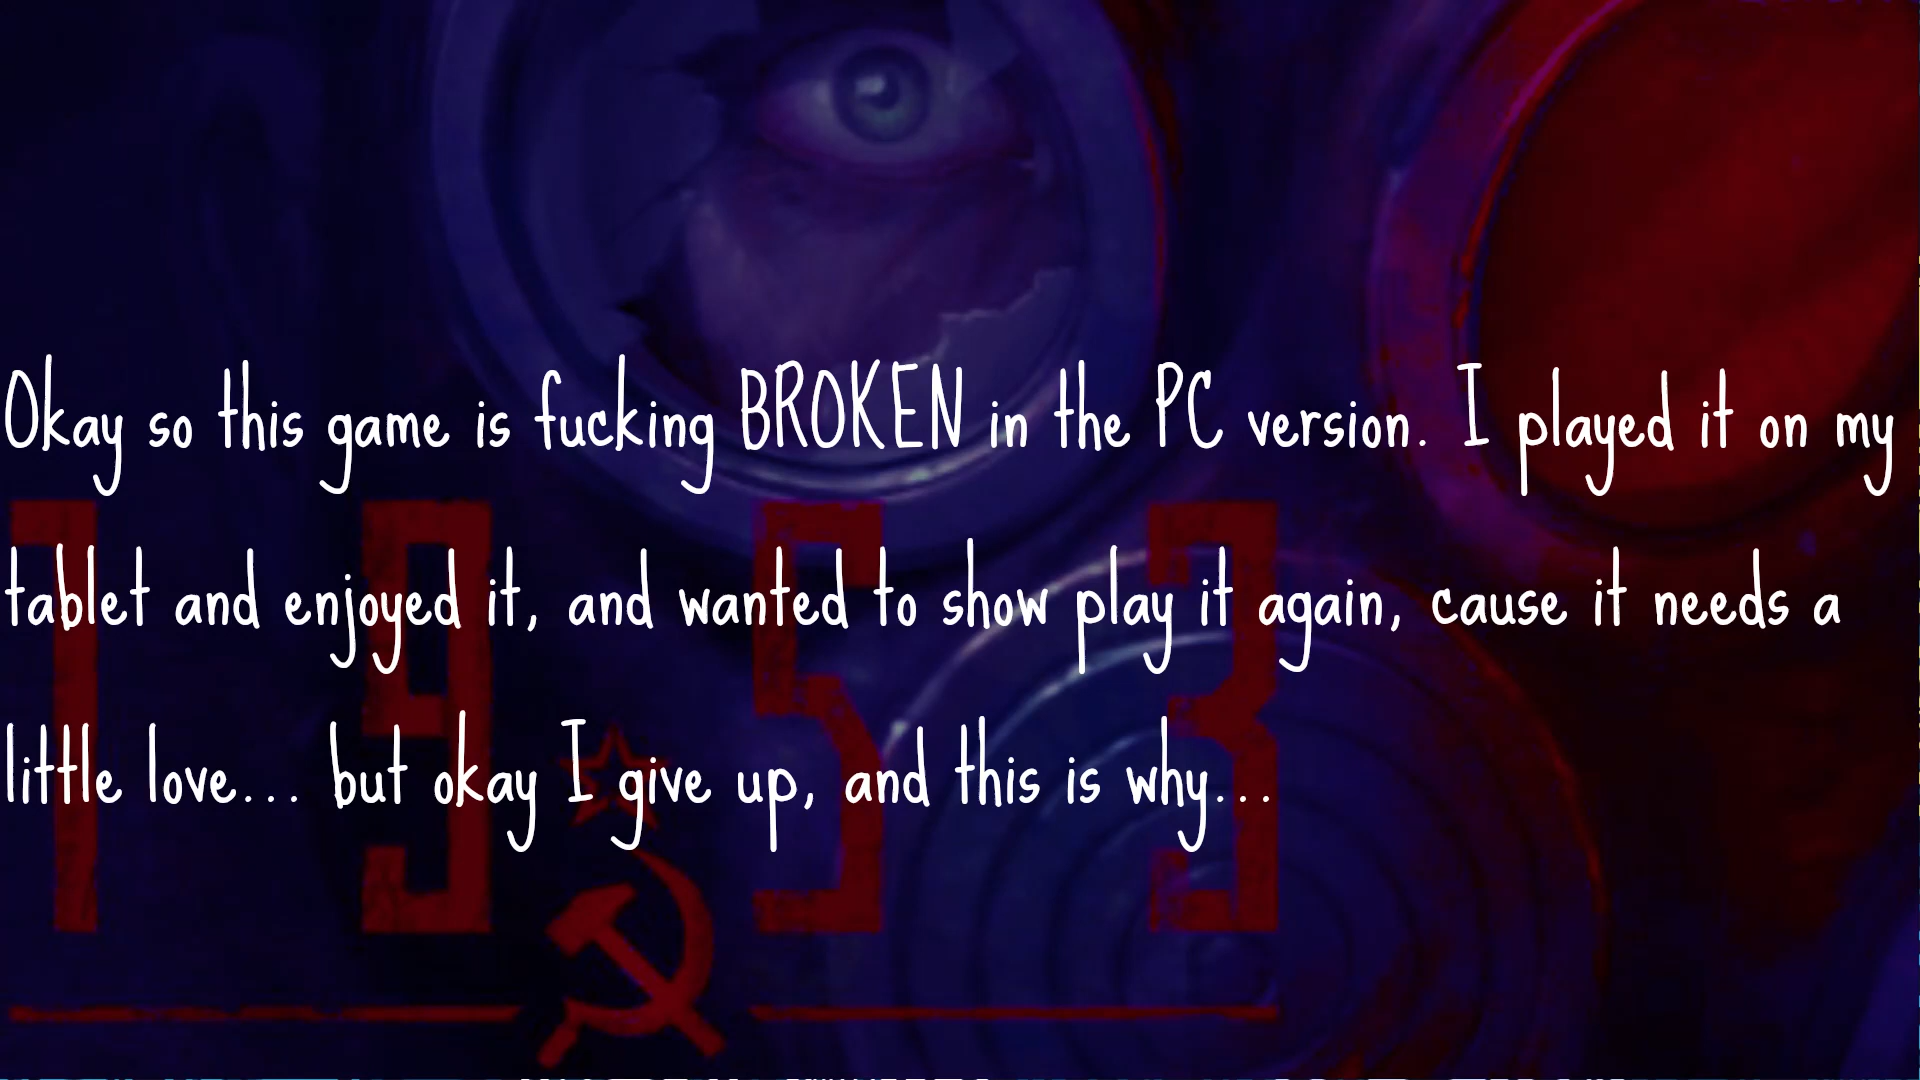 Okay so this game is fucking BROKEN in the PC version. I played it on my
tablet and enjoyed it, and wanted to show play it again, cause it needs a
little love... but okay I give up, and this is why...
1953